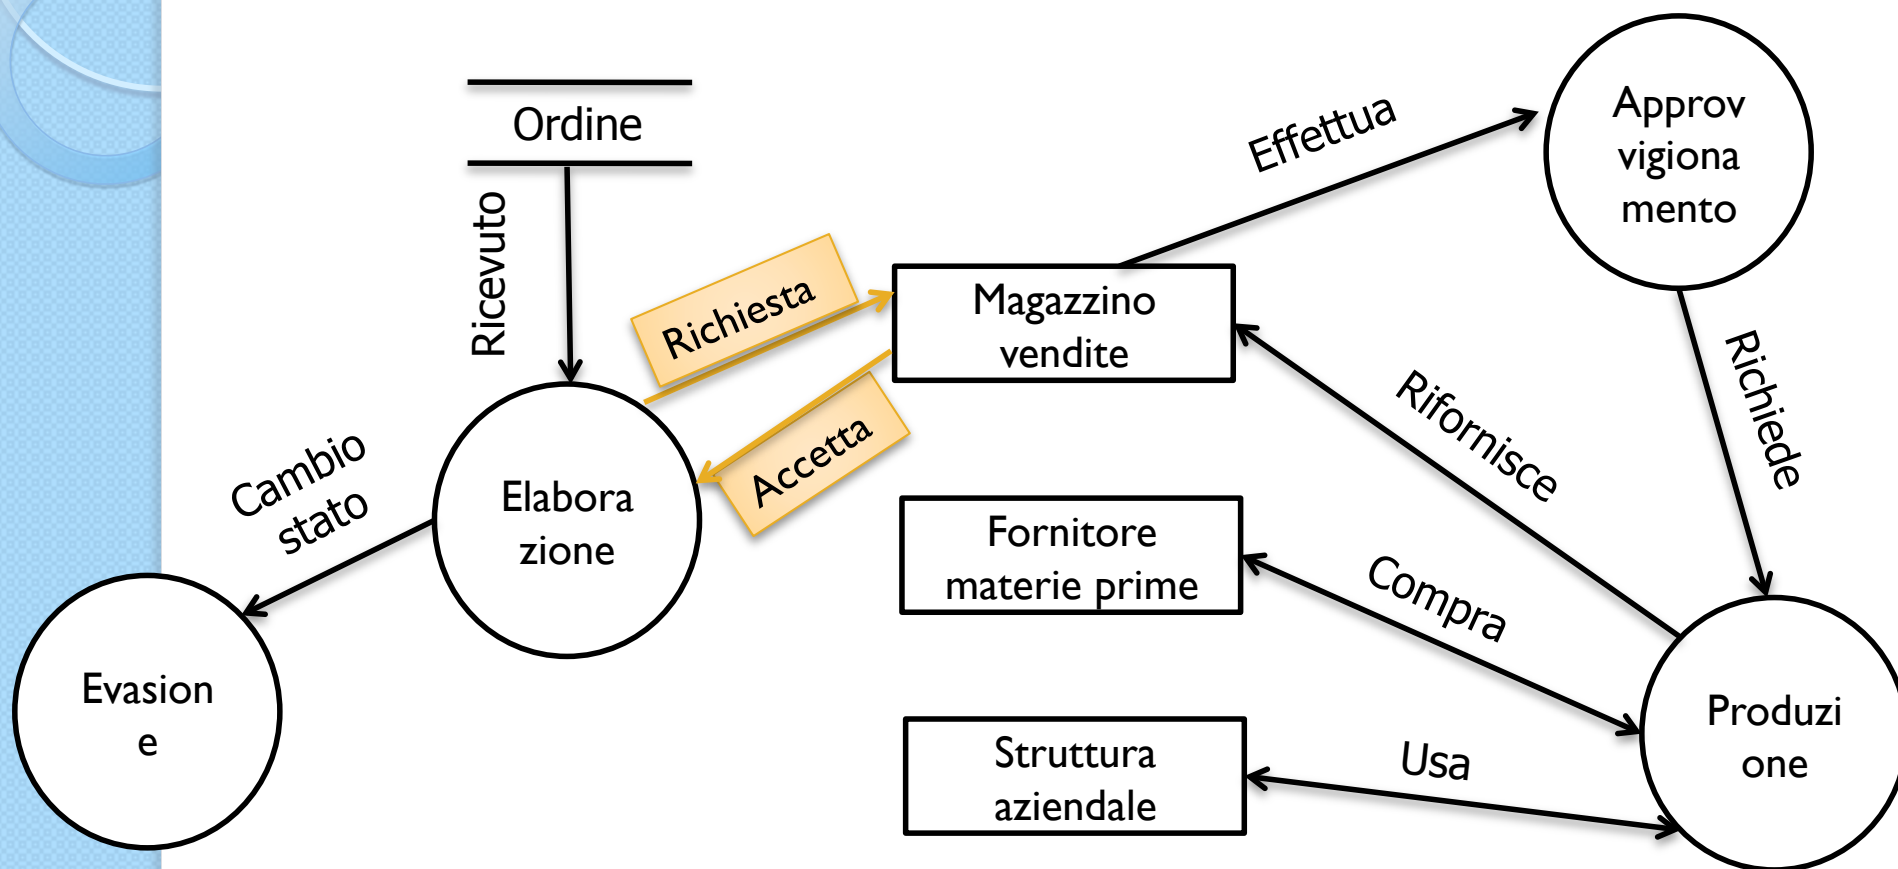 Ordine
Ricevuto
Richiesta
Accetta
Cambio
stato
Elabora
zione
Evasion
e
Magazzino
vendite
Effettua
Approv
vigiona
mento
Richiede
Rifornisce
Fornitore
materie prime
Compra
Struttura
aziendale
Usa
Produzi
one